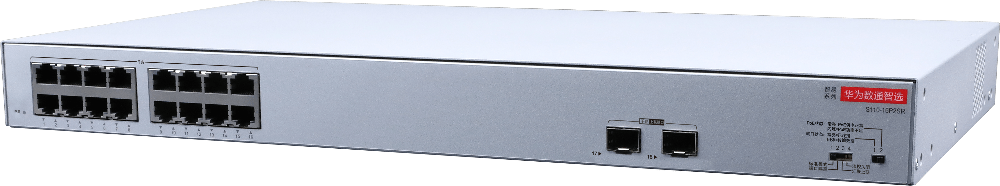 千兆
电源
1 2 3 4 5 6 7 8
9 10 11 12 13 14 15 16
千兆 上联端口
17
18
智易
系列
华为数通智选
S110-16P2SR
PoE状态：常亮=PoE供电正常
闪烁=PoE功率不足
端口状态：常亮=已连接
闪烁=传输数据
1 2 3 4
1 2
标准模式
端口隔离
流控关闭
汇聚上联